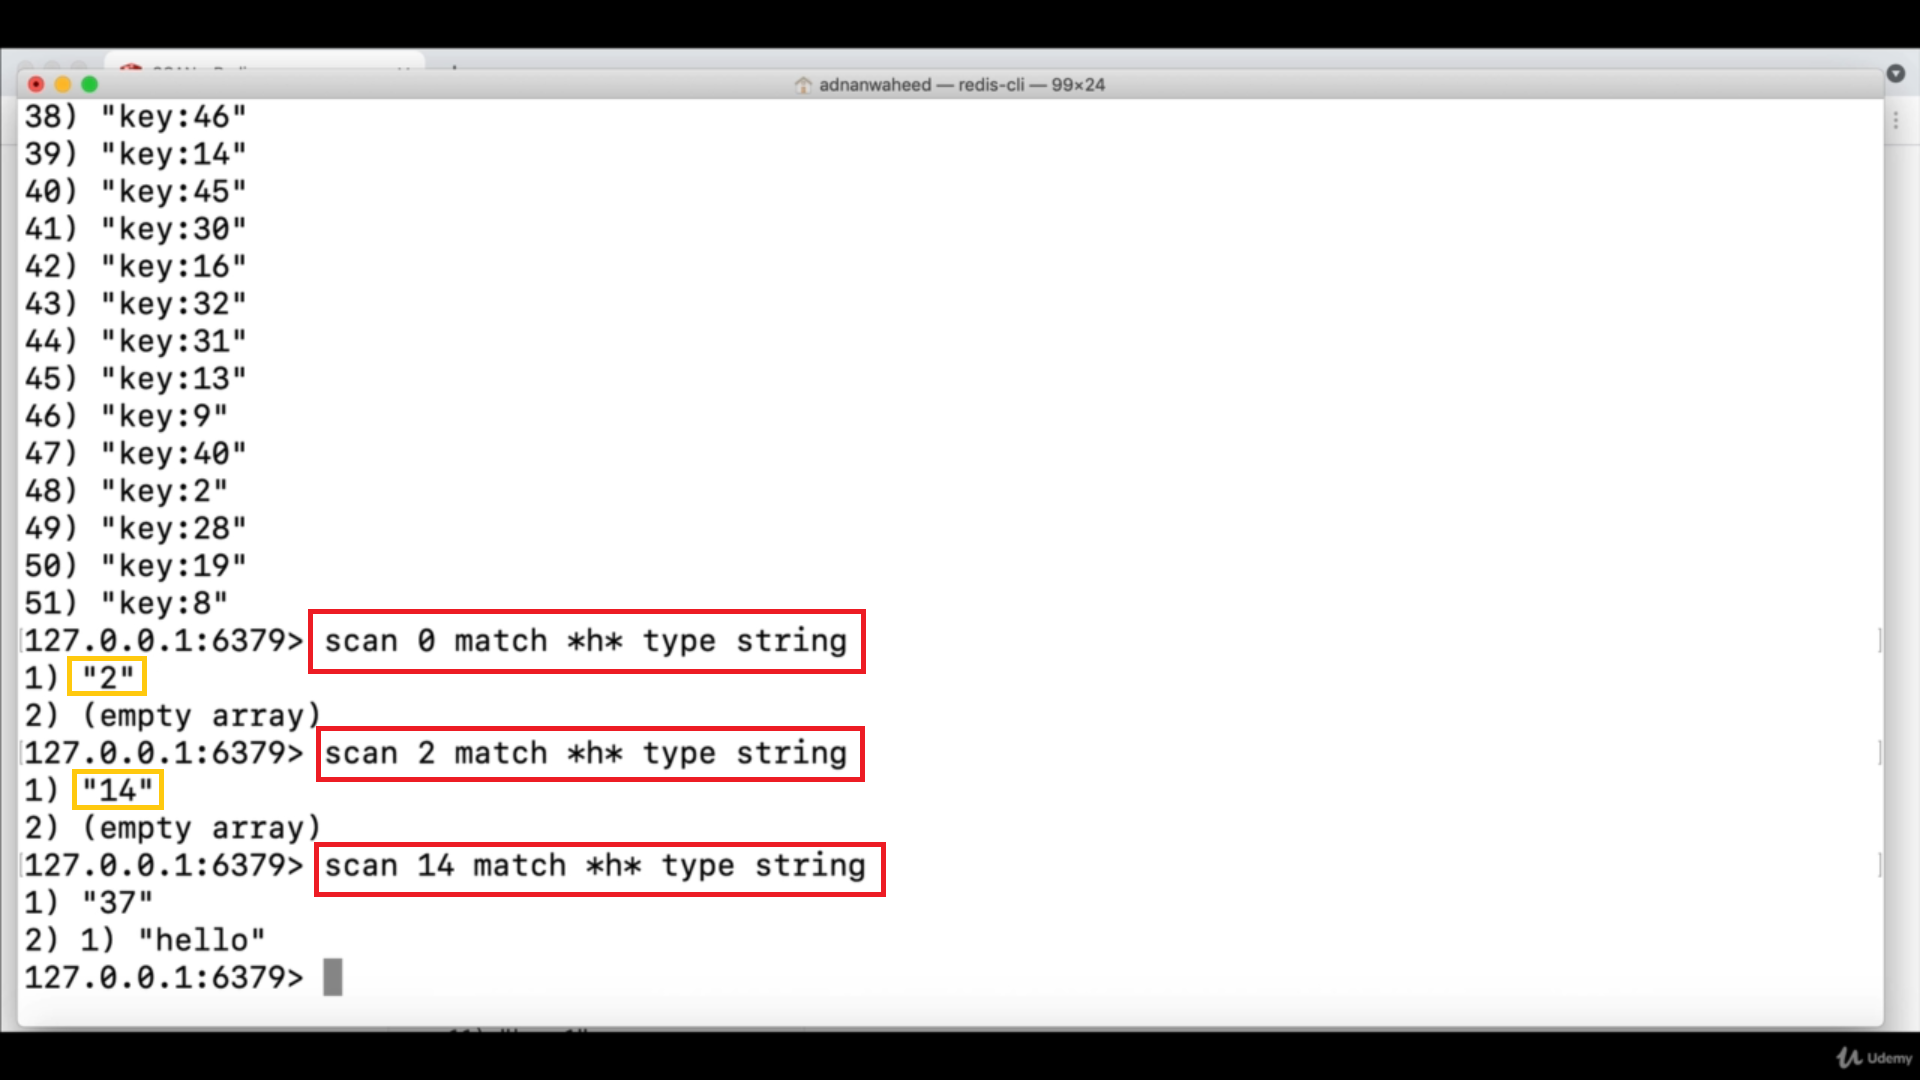 adnanwaheed — redis-cli — 99×24
38) "key:46"
39) "key:14"
40) "key:45"
41) "key:30"
42) "key:16"
43) "key:32"
44) "key:31"
45) "key:13"
46) "key:9"
47) "key:40"
48) "key:2"
49) "key:28"
50) "key:19"
51) "key:8"
127.0.0.1:6379> scan 0 match *h* type string
1) "2"
2) (empty array)
127.0.0.1:6379> scan 2 match *h* type string
1) "14"
2) (empty array)
127.0.0.1:6379> scan 14 match *h* type string
1) "37"
2) 1) "hello"
127.0.0.1:6379>
Udemy